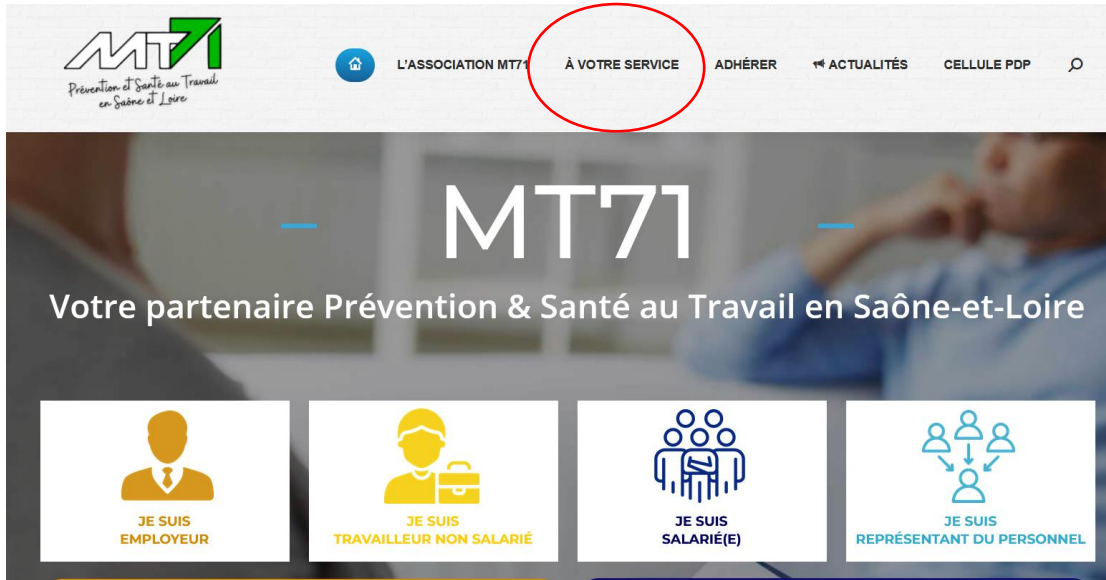 MT71
Prévention et Santé au Travail
en Saône et Loire
L'ASSOCIATION MT71
À VOTRE SERVICE
ADHÉRER
ACTUALITÉS
CELLULE PDP
MT71
Votre partenaire Prévention & Santé au Travail en Saône-et-Loire
JE SUIS
EMPLOYEUR
JE SUIS
TRAVAILLEUR NON SALARIÉ
JE SUIS
SALARIÉ(E)
JE SUIS
REPRÉSENTANT DU PERSONNEL